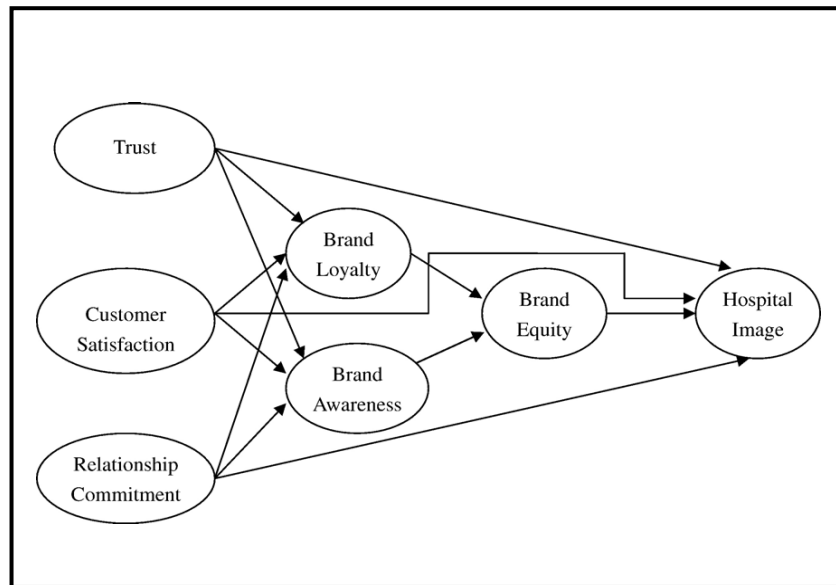 Trust
Brand
Loyalty
Customer
Satisfaction
Brand
Equity
Hospital
Image
Brand
Awareness
Relationship
Commitment